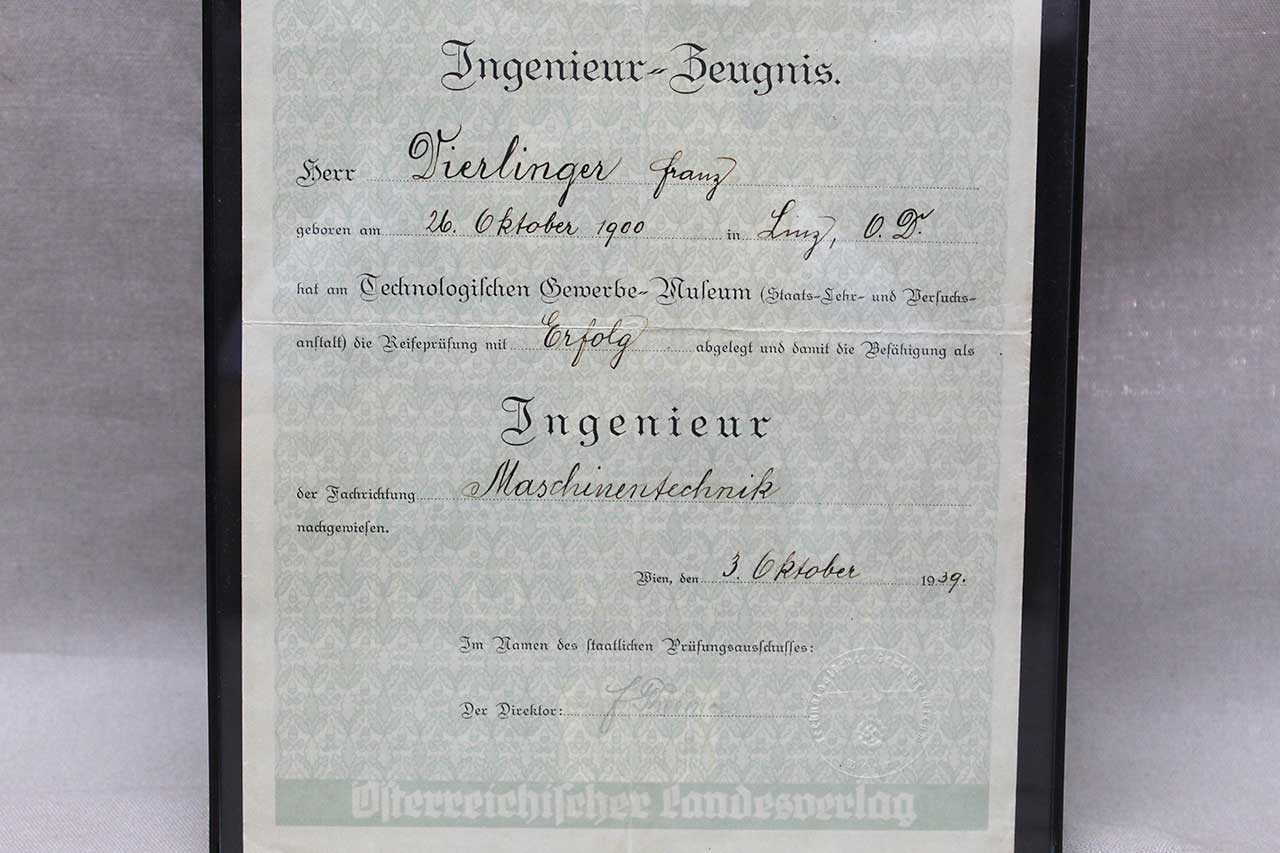 Ingenieur-Zeugnis.
Herr Vierlinger Franz
geboren am 26. Oktober 1900 in Linz, O. D.
hat am Technologischen Gewerbe-Museum (Staats-Lehr- und Versuchs-
anstalt) die Reifeprüfung mit Erfolg abgelegt und damit die Befähigung als
Ingenieur
der Fachrichtung Maschinentechnik
nachgewiesen.
Wien, den 3. Oktober 1939.
Im Namen des staatlichen Prüfungsausschusses:
Der Direktor:
Österreichischer Landesverlag